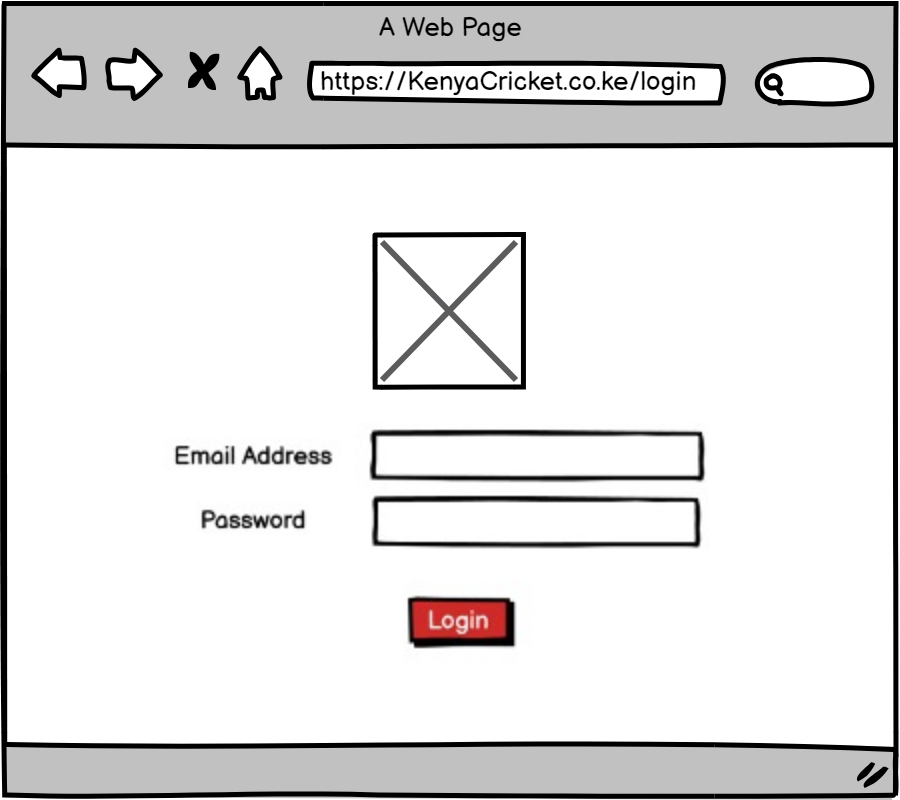 A Web Page
https://KenyaCricket.co.ke/login
Email Address
Password
Login